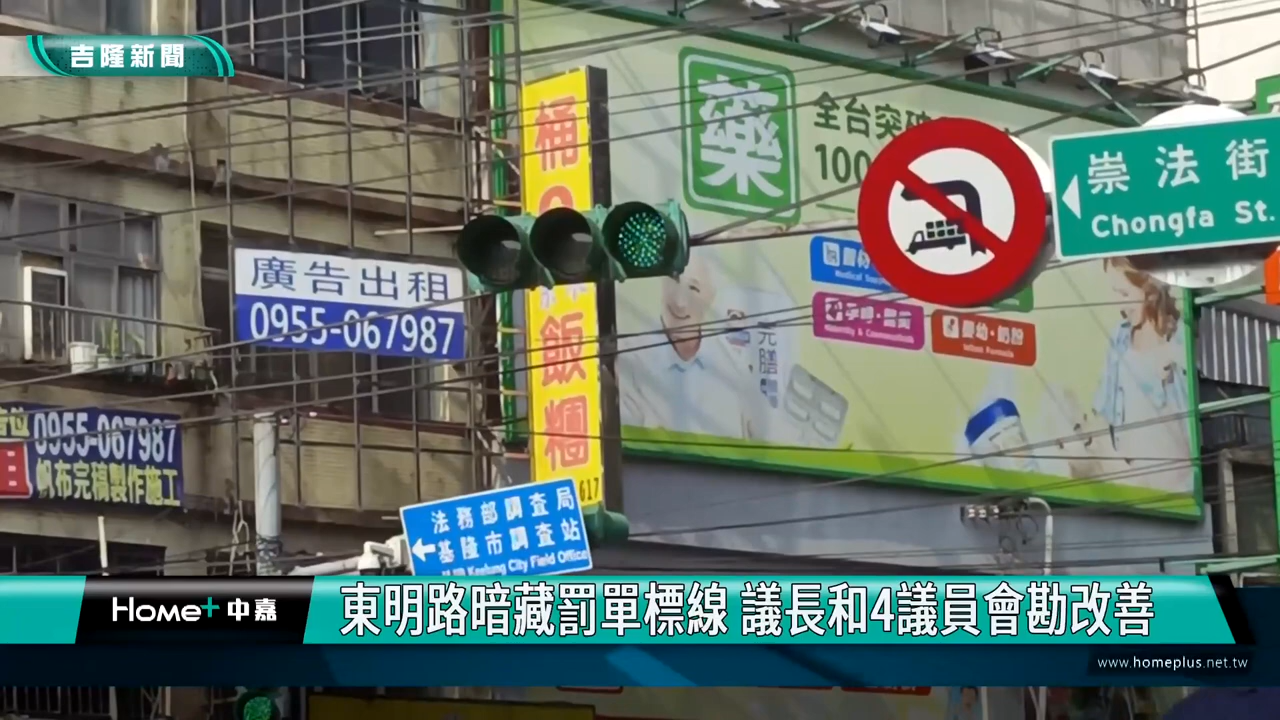 吉隆新聞
藥
全台突破
100
崇法街
Chongfa St.
桶
飯糰
617
廣告出租
0955-067987
0955-067987
帆布完稿製作施工
法務部調查局
基隆市調查站
Keelung City Field Office
Home+ 中嘉
東明路暗藏罰單標線 議長和4議員會勘改善
www.homeplus.net.tw